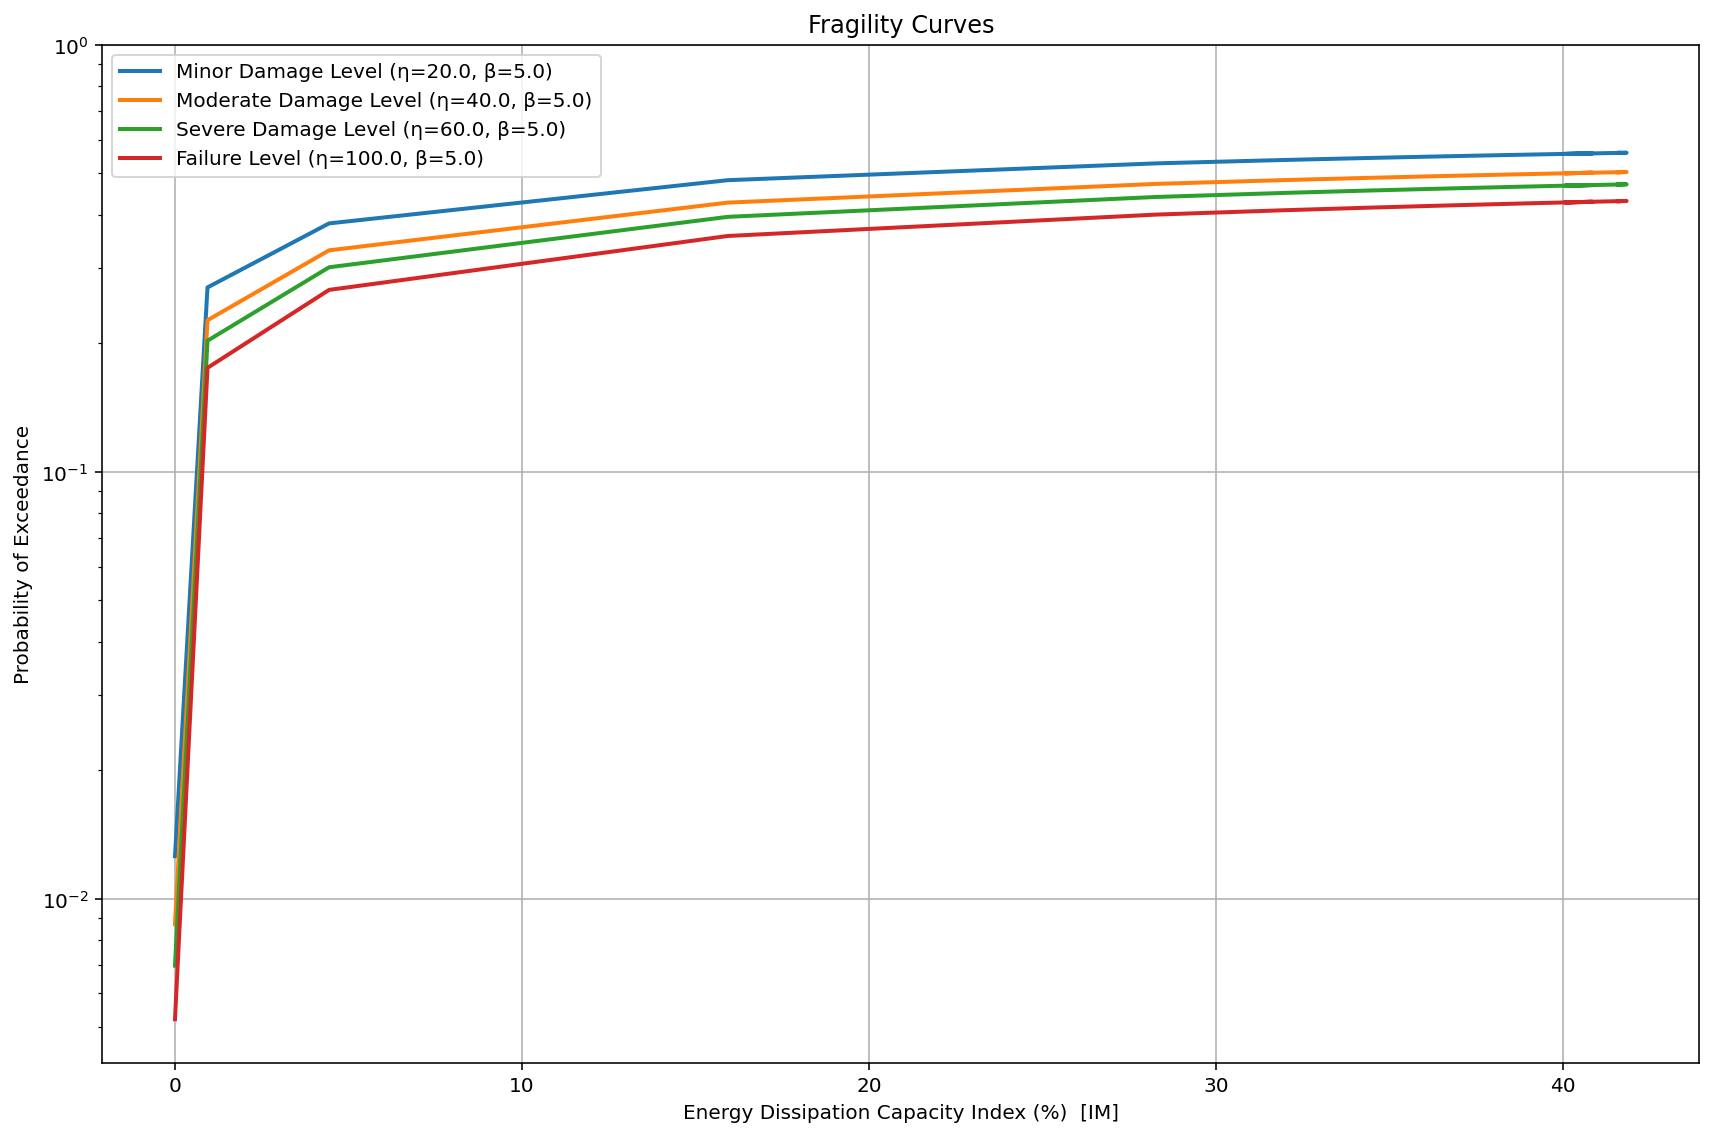 Fragility Curves
10⁰
Minor Damage Level (η=20.0, β=5.0)
Moderate Damage Level (η=40.0, β=5.0)
Severe Damage Level (η=60.0, β=5.0)
Failure Level (η=100.0, β=5.0)
Probability of Exceedance
10⁻¹
10⁻²
0 10 20 30 40
Energy Dissipation Capacity Index (%) [IM]